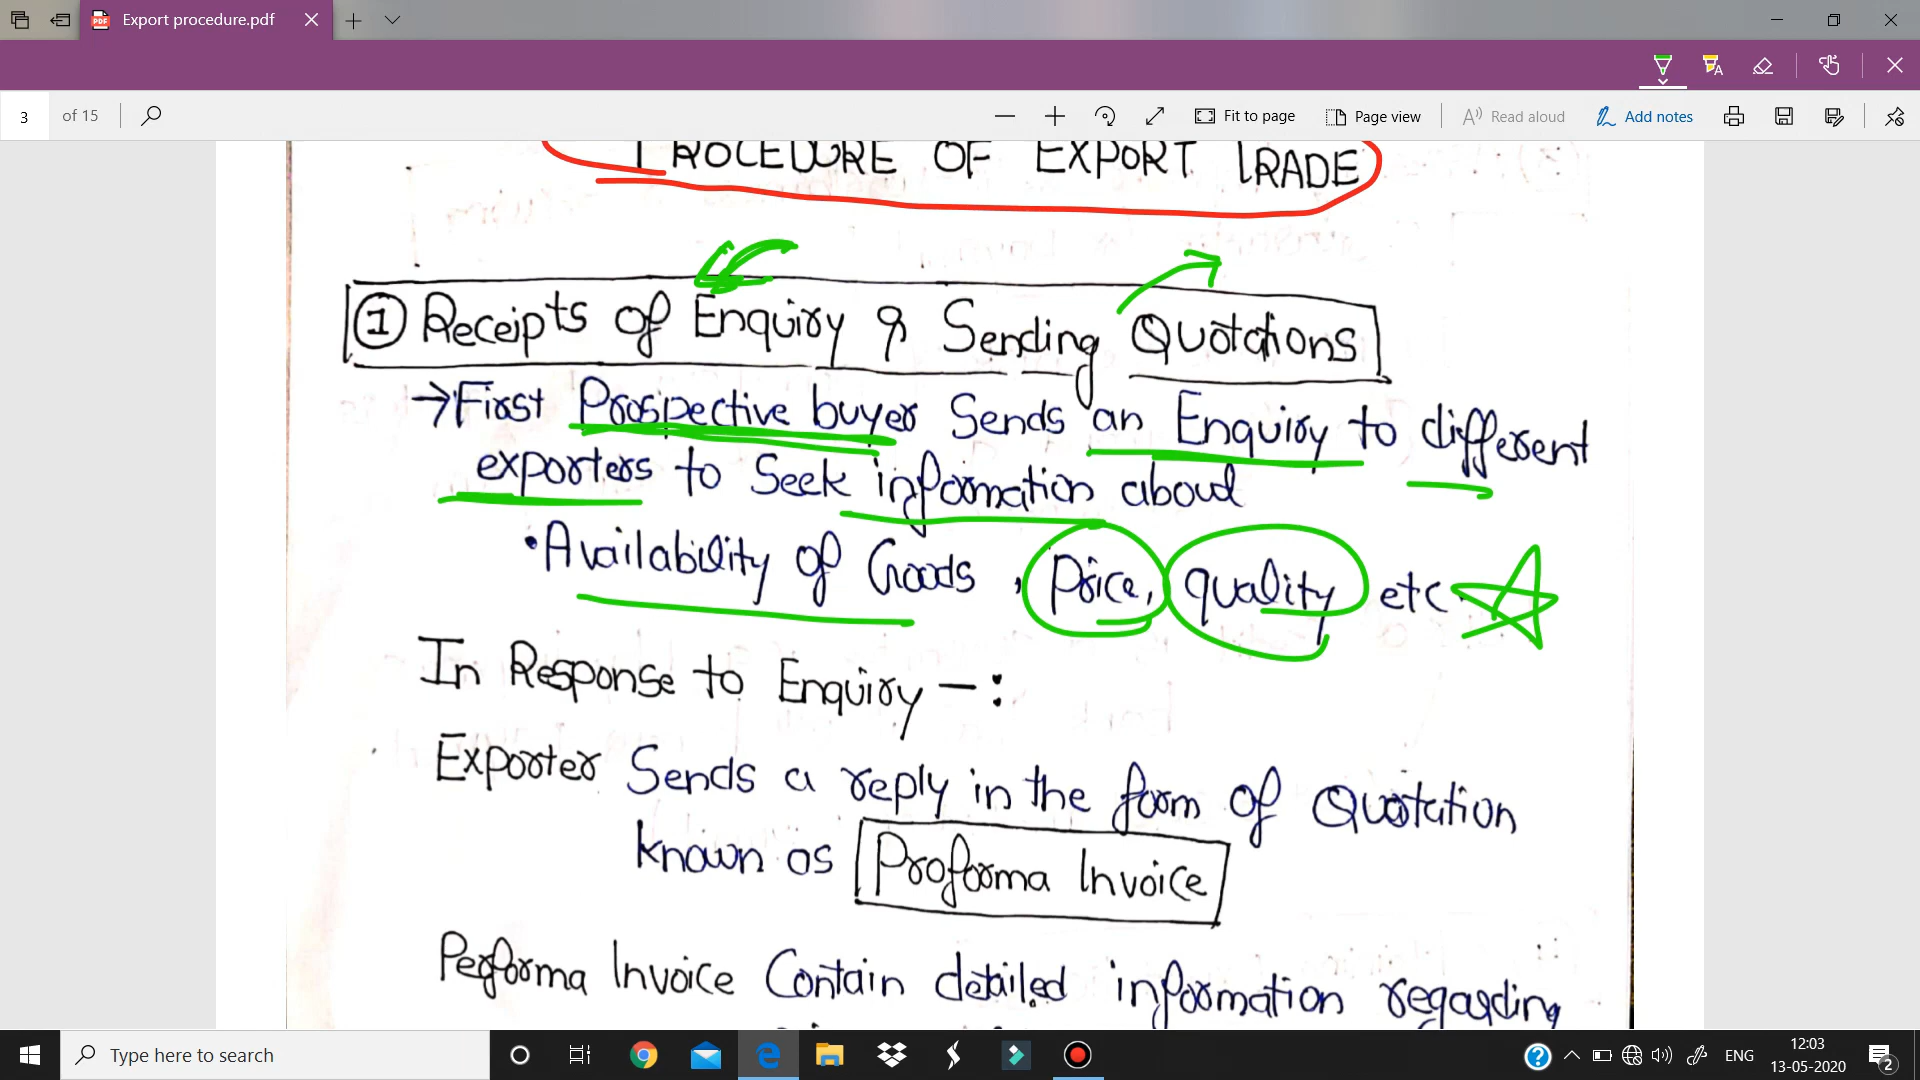 Export procedure.pdf
3 of 15 Fit to page Page view Read aloud Add notes
PROCEDURE OF EXPORT TRADE
① Receipts of Enquiry & Sending Quotations
→ First Prospective buyer Sends an Enquiry to different
exporters to Seek information about
• Availability of Goods, Price, quality etc.
In Response to Enquiry -:
Exporter Sends a reply in the form of Quotation
known as Proforma Invoice
Performa Invoice Contain detailed information regarding
Type here to search
ENG
12:03
13-05-2020
2